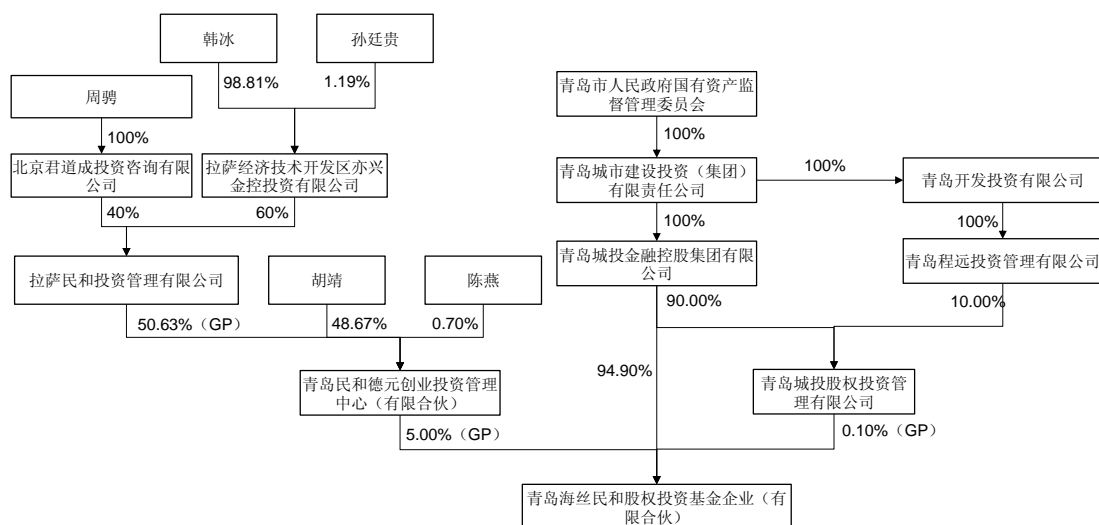 韩冰
孙廷贵
98.81%
1.19%
周骋
青岛市人民政府国有资产监
督管理委员会
100%
100%
北京君道成投资咨询有限
公司
拉萨经济技术开发区亦兴
金控投资有限公司
青岛城市建设投资（集团）
有限责任公司
100%
青岛开发投资有限公司
40%
60%
100%
100%
拉萨民和投资管理有限公司
胡靖
陈燕
青岛城投金融控股集团有限
公司
青岛程远投资管理有限公司
50.63%（GP）
48.67%
0.70%
90.00%
10.00%
青岛民和德元创业投资管理
中心（有限合伙）
94.90%
青岛城投股权投资管
理有限公司
5.00%（GP）
0.10%（GP）
青岛海丝民和股权投资基金企业（有
限合伙）